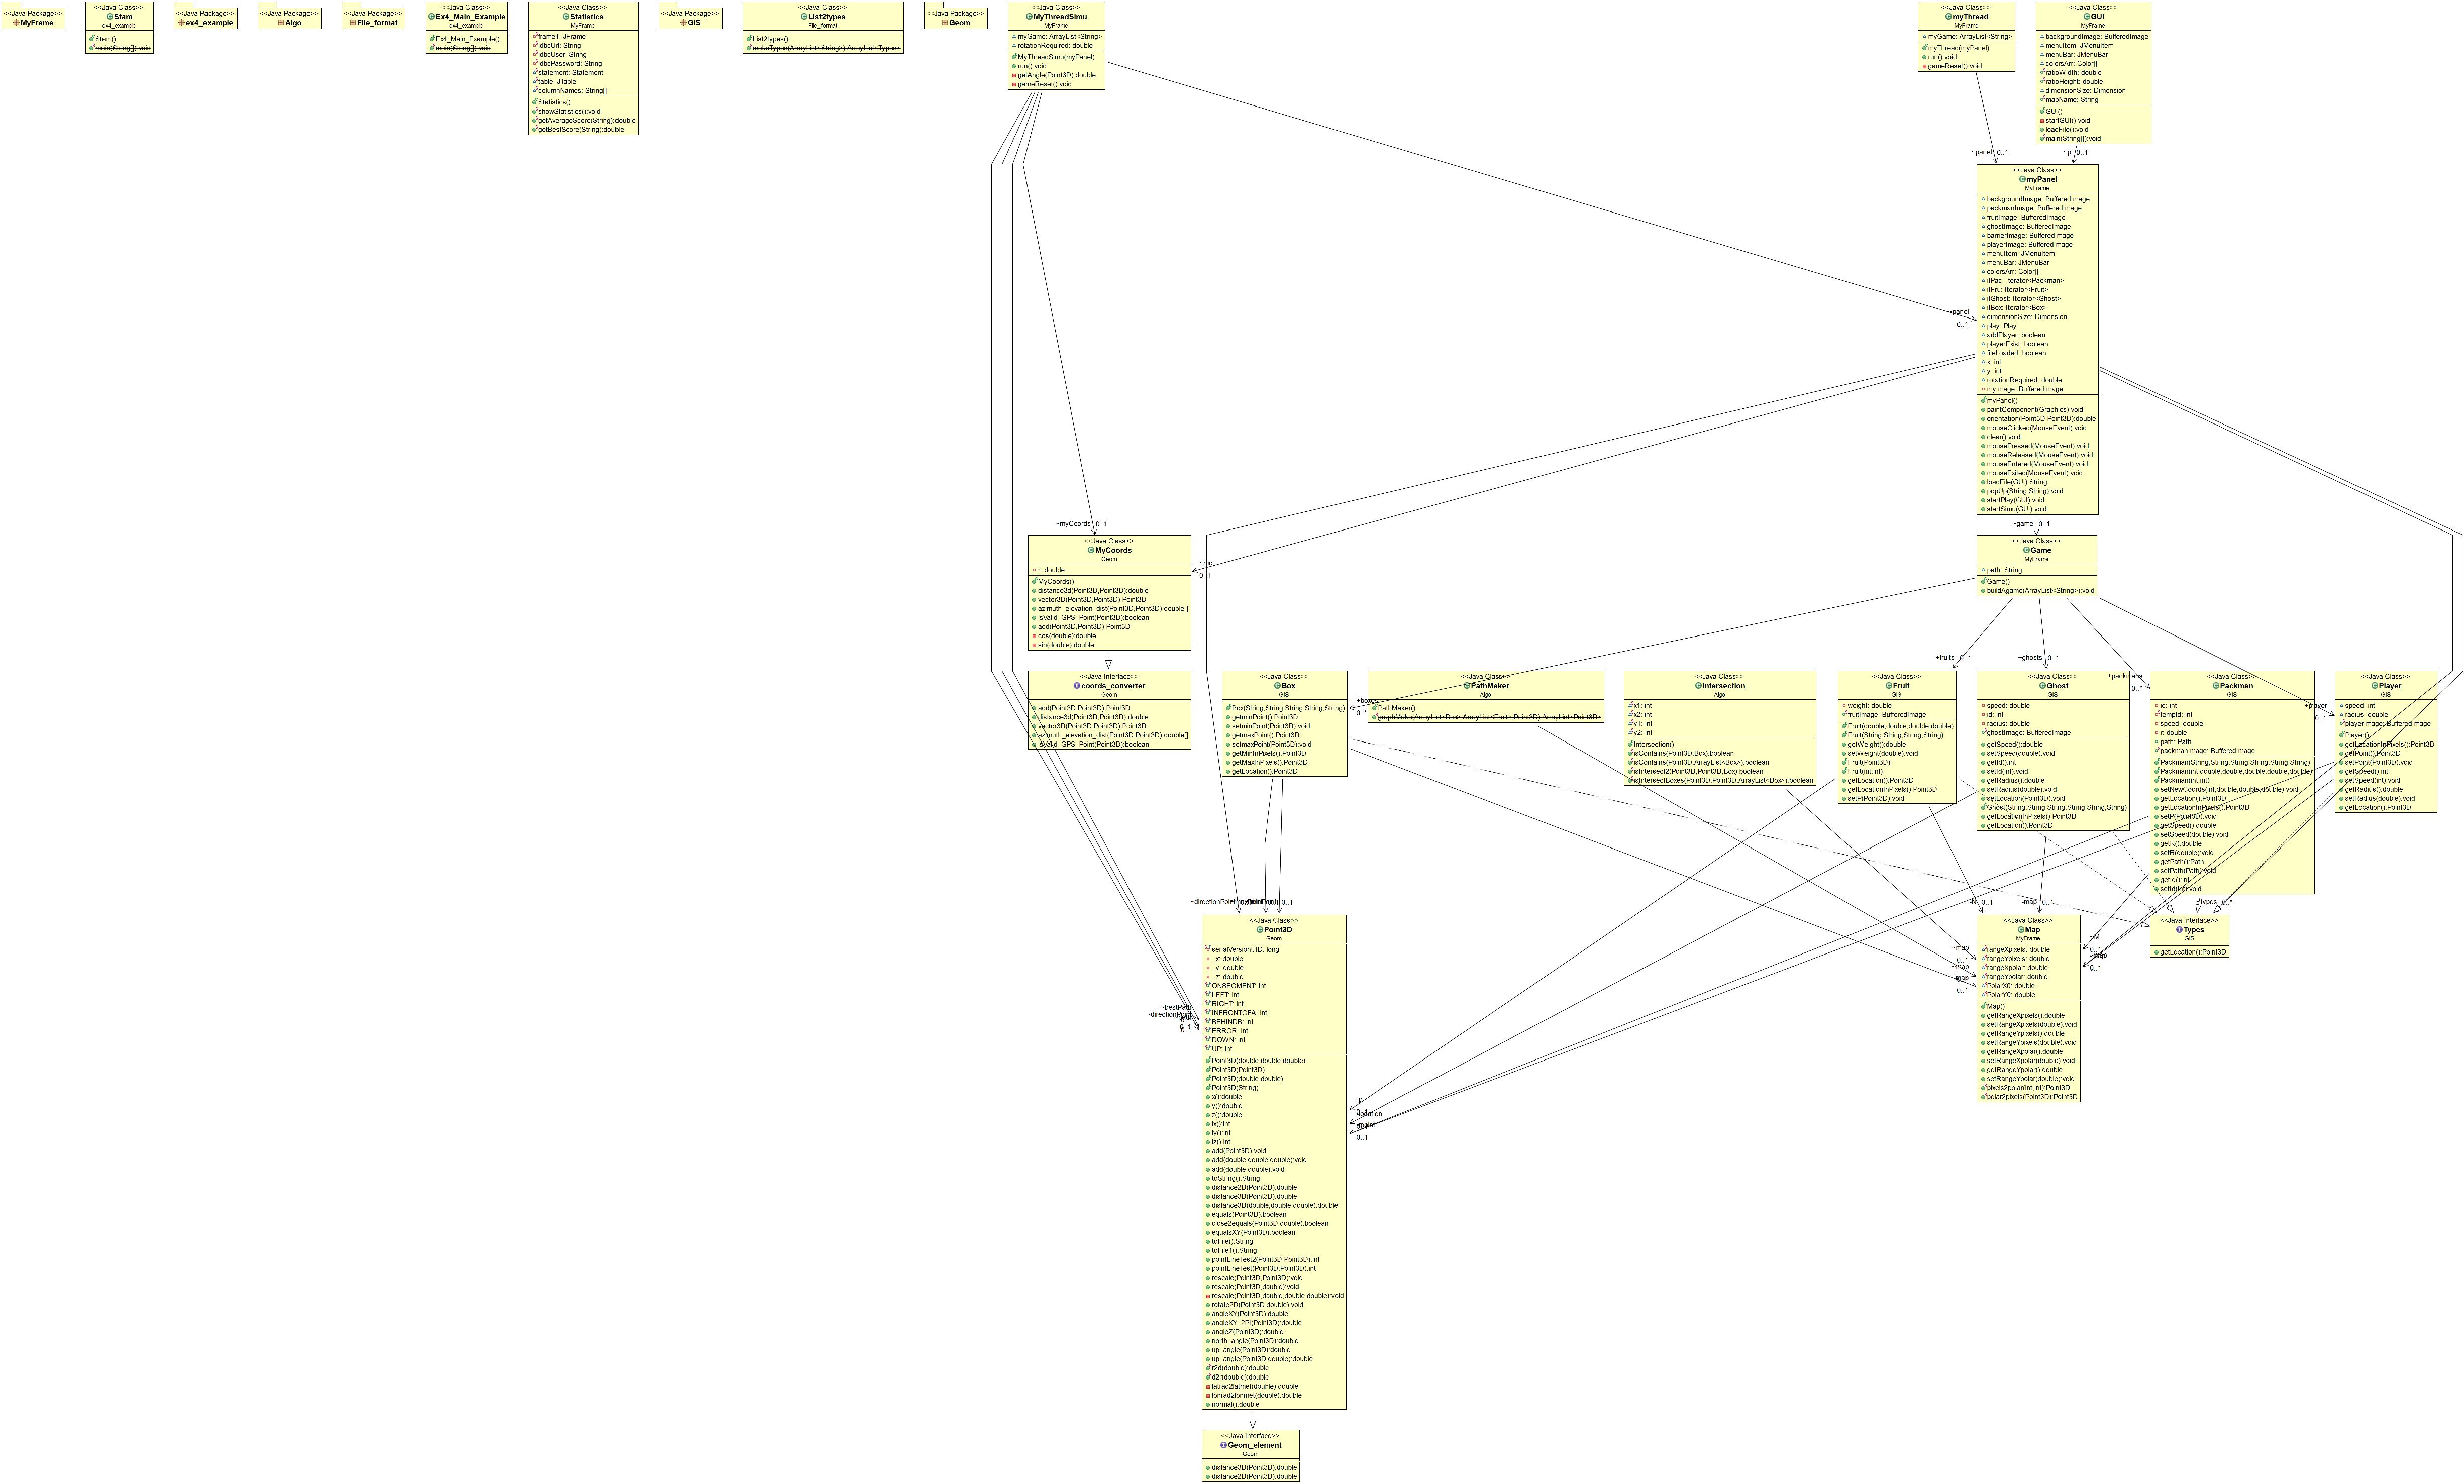 <<Java Package>>
MyFrame
<<Java Class>>
Stam
ex4_example
Stam()
main(String[]):void
<<Java Package>>
ex4_example
<<Java Package>>
Algo
<<Java Package>>
File_format
<<Java Class>>
Ex4_Main_Example
ex4_example
Ex4_Main_Example()
main(String[]):void
<<Java Class>>
Statistics
MyFrame
frame1: JFrame
jdbcUrl: String
jdbcUser: String
jdbcPassword: String
statement: Statement
table: JTable
columnNames: String[]
Statistics()
showStatistics():void
getAverageScore(String):double
getBestScore(String):double
<<Java Package>>
GIS
<<Java Class>>
List2types
File_format
List2types()
makeTypes(ArrayList<String>):ArrayList<Types>
<<Java Package>>
Geom
<<Java Class>>
MyThreadSimu
MyFrame
myGame: ArrayList<String>
rotationRequired: double
MyThreadSimu(myPanel)
run():void
getAngle(Point3D):double
gameReset():void
<<Java Class>>
myThread
MyFrame
myGame: ArrayList<String>
myThread(myPanel)
run():void
gameReset():void
<<Java Class>>
GUI
MyFrame
backgroundImage: BufferedImage
menuItem: JMenuItem
menuBar: JMenuBar
colorsArr: Color[]
ratioWidth: double
ratioHeight: double
dimensionSize: Dimension
mapName: String
GUI()
startGUI():void
loadFile():void
main(String[]):void
~panel 0..1
~p 0..1
<<Java Class>>
myPanel
MyFrame
backgroundImage: BufferedImage
packmanImage: BufferedImage
fruitImage: BufferedImage
ghostImage: BufferedImage
barrierImage: BufferedImage
playerImage: BufferedImage
menuItem: JMenuItem
menuBar: JMenuBar
colorsArr: Color[]
itPac: Iterator<Packman>
itFru: Iterator<Fruit>
itGhost: Iterator<Ghost>
itBox: Iterator<Box>
dimensionSize: Dimension
play: Play
addPlayer: boolean
playerExist: boolean
fileLoaded: boolean
x: int
y: int
rotationRequired: double
myImage: BufferedImage
myPanel()
paintComponent(Graphics):void
orientation(Point3D,Point3D):double
mouseClicked(MouseEvent):void
clear():void
mousePressed(MouseEvent):void
mouseReleased(MouseEvent):void
mouseEntered(MouseEvent):void
mouseExited(MouseEvent):void
loadFile(GUI):String
popUp(String,String):void
startPlay(GUI):void
startSimu(GUI):void
~panel
0..1
~myCoords 0..1
~mc
0..1
~game 0..1
<<Java Class>>
MyCoords
Geom
r: double
MyCoords()
distance3d(Point3D,Point3D):double
vector3D(Point3D,Point3D):Point3D
azimuth_elevation_dist(Point3D,Point3D):double[]
isValid_GPS_Point(Point3D):boolean
add(Point3D,Point3D):Point3D
cos(double):double
sin(double):double
<<Java Class>>
Game
MyFrame
path: String
Game()
buildAgame(ArrayList<String>):void
+fruits 0..*
+ghosts 0..*
+packmans
0..*
+player
0..1
+boxes
0..*
<<Java Interface>>
coords_converter
Geom
add(Point3D,Point3D):Point3D
distance3d(Point3D,Point3D):double
vector3D(Point3D,Point3D):Point3D
azimuth_elevation_dist(Point3D,Point3D):double[]
isValid_GPS_Point(Point3D):boolean
<<Java Class>>
Box
GIS
Box(String,String,String,String,String)
getminPoint():Point3D
setminPoint(Point3D):void
getmaxPoint():Point3D
setmaxPoint(Point3D):void
getMinInPixels():Point3D
getMaxInPixels():Point3D
getLocation():Point3D
<<Java Class>>
PathMaker
Algo
PathMaker()
graphMake(ArrayList<Box>,ArrayList<Fruit>,Point3D):ArrayList<Point3D>
<<Java Class>>
Intersection
Algo
x1: int
x2: int
y1: int
y2: int
Intersection()
isContains(Point3D,Box):boolean
isContains(Point3D,ArrayList<Box>):boolean
isIntersect2(Point3D,Point3D,Box):boolean
isIntersectBoxes(Point3D,Point3D,ArrayList<Box>):boolean
<<Java Class>>
Fruit
GIS
weight: double
fruitImage: BufferedImage
Fruit(double,double,double,double)
Fruit(String,String,String,String)
getWeight():double
setWeight(double):void
Fruit(Point3D)
Fruit(int,int)
getLocation():Point3D
getLocationInPixels():Point3D
setP(Point3D):void
<<Java Class>>
Ghost
GIS
speed: double
id: int
radius: double
ghostImage: BufferedImage
getSpeed():double
setSpeed(double):void
getId():int
setId(int):void
getRadius():double
setRadius(double):void
setLocation(Point3D):void
Ghost(String,String,String,String,String,String)
getLocationInPixels():Point3D
getLocation():Point3D
<<Java Class>>
Packman
GIS
id: int
tempId: int
speed: double
r: double
path: Path
packmanImage: BufferedImage
Packman(String,String,String,String,String,String)
Packman(int,double,double,double,double,double)
Packman(int,int)
setNewCoords(int,double,double,double):void
getLocation():Point3D
getLocationInPixels():Point3D
setP(Point3D):void
getSpeed():double
setSpeed(double):void
getR():double
setR(double):void
getPath():Path
setPath(Path):void
getId():int
setId(int):void
<<Java Class>>
Player
GIS
speed: int
radius: double
playerImage: BufferedImage
Player()
getLocationInPixels():Point3D
getPoint():Point3D
setPoint(Point3D):void
getSpeed():int
setSpeed(int):void
getRadius():double
setRadius(double):void
getLocation():Point3D
~directionPoint
0..1
-N 0..1
-map 0..1
~types 0..*
<<Java Class>>
Point3D
Geom
serialVersionUID: long
_x: double
_y: double
_z: double
ONSEGMENT: int
LEFT: int
RIGHT: int
INFRONTOFA: int
BEHINDB: int
ERROR: int
DOWN: int
UP: int
Point3D(double,double,double)
Point3D(Point3D)
Point3D(double,double)
Point3D(String)
x():double
y():double
z():double
ix():int
iy():int
iz():int
add(Point3D):void
add(double,double,double):void
add(double,double):void
toString():String
distance2D(Point3D):double
distance3D(Point3D):double
distance3D(double,double,double):double
equals(Point3D):boolean
close2equals(Point3D,double):boolean
equalsXY(Point3D):boolean
toFile():String
toFile1():String
pointLineTest2(Point3D,Point3D):int
pointLineTest(Point3D,Point3D):int
rescale(Point3D,Point3D):void
rescale(Point3D,double):void
rescale(Point3D,double,double,double):void
rotate2D(Point3D,double):void
angleXY(Point3D):double
angleXY_2PI(Point3D):double
angleZ(Point3D):double
north_angle(Point3D):double
up_angle(Point3D):double
up_angle(Point3D,double):double
r2d(double):double
d2r(double):double
latrad2latmet(double):double
lonrad2lonmet(double):double
normal():double
~bestPath
~directionPoint
0..1
-p
0..1
<<Java Class>>
Map
MyFrame
rangeXpixels: double
rangeYpixels: double
rangeXpolar: double
rangeYpolar: double
PolarX0: double
PolarY0: double
Map()
getRangeXpixels():double
setRangeXpixels(double):void
getRangeYpixels():double
setRangeYpixels(double):void
getRangeXpolar():double
setRangeXpolar(double):void
getRangeYpolar():double
setRangeYpolar(double):void
pixels2polar(int,int):Point3D
polar2pixels(Point3D):Point3D
~map
0..1
~map
0..1
~M
0..1
0..1
<<Java Interface>>
Types
GIS
getLocation():Point3D
<<Java Interface>>
Geom_element
Geom
distance3D(Point3D):double
distance2D(Point3D):double